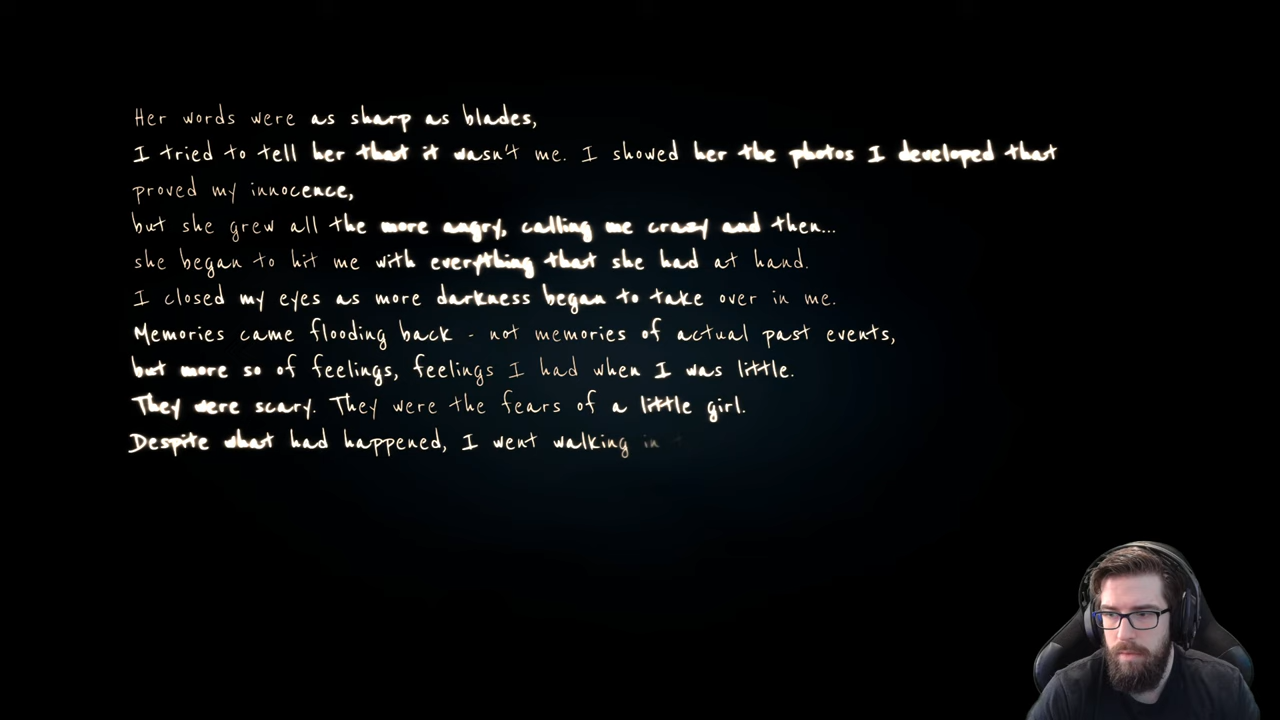 Her words were as sharp as blades,
I tried to tell her that it wasn't me. I showed her the photos I developed that
proved my innocence,
but she grew all the more angry, calling me crazy and then...
she began to hit me with everything that she had at hand.
I closed my eyes as more darkness began to take over in me.
Memories came flooding back - not memories of actual past events,
but more so of feelings, feelings I had when I was little.
They were scary. They were the fears of a little girl.
Despite what had happened, I went walking in